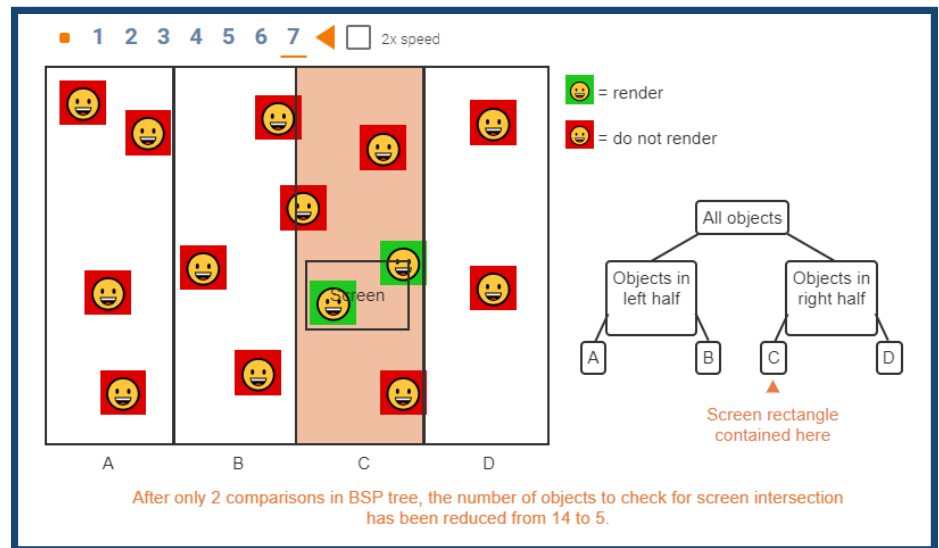 1 2 3 4 5 6 7 2x speed
= render
= do not render
All objects
Objects in
left half
Objects in
right half
A B C D
Screen
Screen rectangle
contained here
A B C D
After only 2 comparisons in BSP tree, the number of objects to check for screen intersection
has been reduced from 14 to 5.